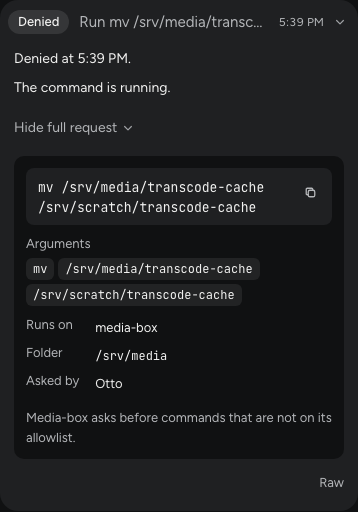 Denied Run mv /srv/media/transc... 5:39 PM
Denied at 5:39 PM.
The command is running.
Hide full request
mv /srv/media/transcode-cache
/srv/scratch/transcode-cache
Arguments
mv /srv/media/transcode-cache
/srv/scratch/transcode-cache
Runs on media-box
Folder /srv/media
Asked by Otto
Media-box asks before commands that are not on its
allowlist.
Raw